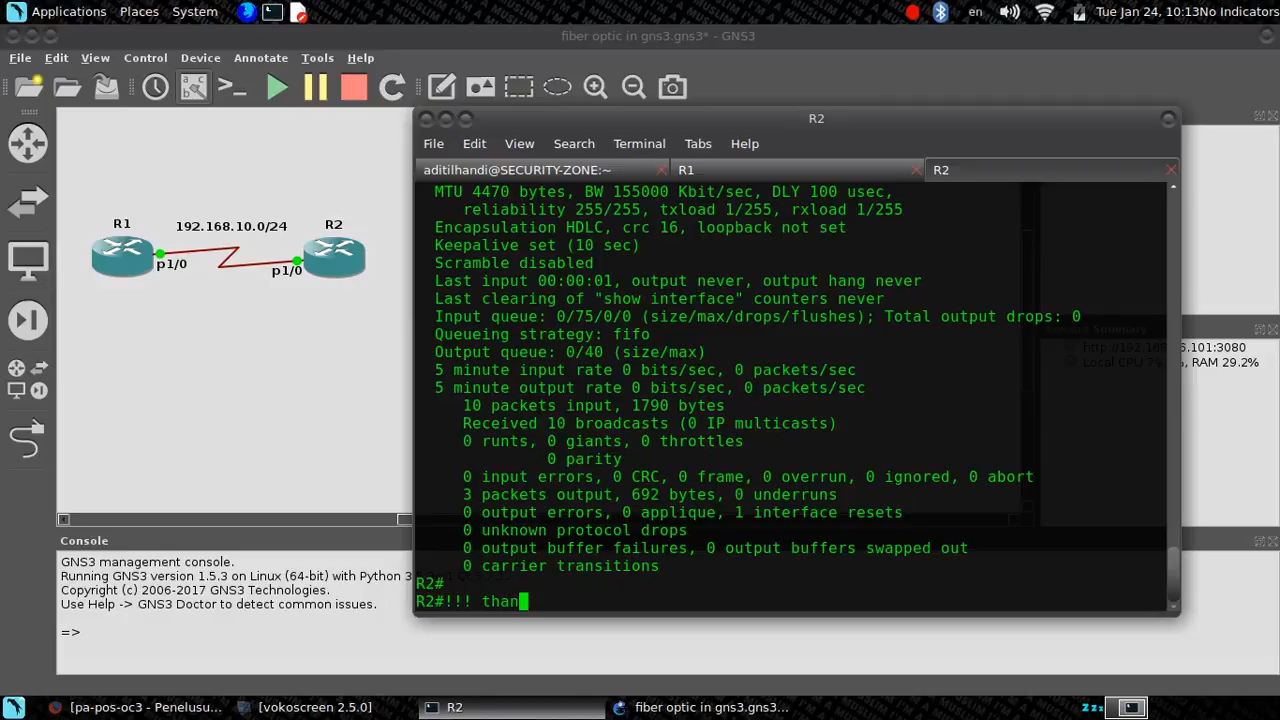 Applications Places System en Tue Jan 24, 10:13No Indicators
fiber optic in gns3.gns3* - GNS3
File Edit View Control Device Annotate Tools Help
R1
192.168.10.0/24
R2
p1/0
p1/0
R2
File Edit View Search Terminal Tabs Help
aditilhandi@SECURITY-ZONE:~ R1 R2
MTU 4470 bytes, BW 155000 Kbit/sec, DLY 100 usec,
reliability 255/255, txload 1/255, rxload 1/255
Encapsulation HDLC, crc 16, loopback not set
Keepalive set (10 sec)
Scramble disabled
Last input 00:00:01, output never, output hang never
Last clearing of "show interface" counters never
Input queue: 0/75/0/0 (size/max/drops/flushes); Total output drops: 0
Queueing strategy: fifo
Output queue: 0/40 (size/max)
5 minute input rate 0 bits/sec, 0 packets/sec
5 minute output rate 0 bits/sec, 0 packets/sec
10 packets input, 1790 bytes
Received 10 broadcasts (0 IP multicasts)
0 runts, 0 giants, 0 throttles
0 parity
0 input errors, 0 CRC, 0 frame, 0 overrun, 0 ignored, 0 abort
3 packets output, 692 bytes, 0 underruns
0 output errors, 0 applique, 1 interface resets
0 unknown protocol drops
0 output buffer failures, 0 output buffers swapped out
0 carrier transitions
R2#
R2#!!! than
Summary
6.101:3080
RAM 29.2%
Console
GNS3 management console.
Running GNS3 version 1.5.3 on Linux (64-bit) with Python
Copyright (c) 2006-2017 GNS3 Technologies.
Use Help -> GNS3 Doctor to detect common issues.
=>
[pa-pos-oc3 - Penelusu... [vokoscreen 2.5.0] R2 fiber optic in gns3.gns3...